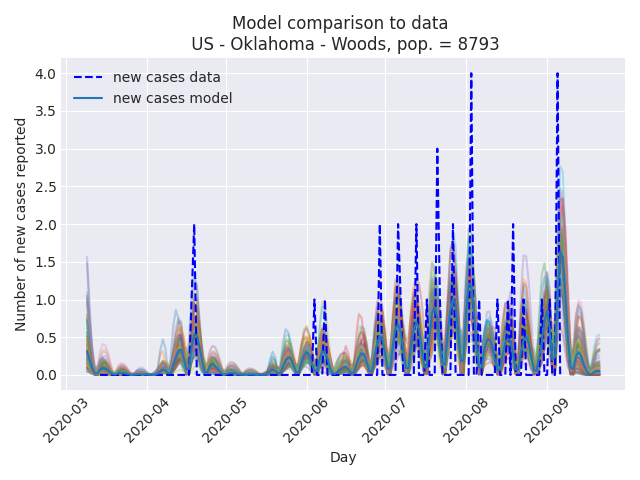 Model comparison to data
US - Oklahoma - Woods, pop. = 8793
new cases data
new cases model
Number of new cases reported
4.0
3.5
3.0
2.5
2.0
1.5
1.0
0.5
0.0
2020-03
2020-04
2020-05
2020-06
2020-07
2020-08
2020-09
Day